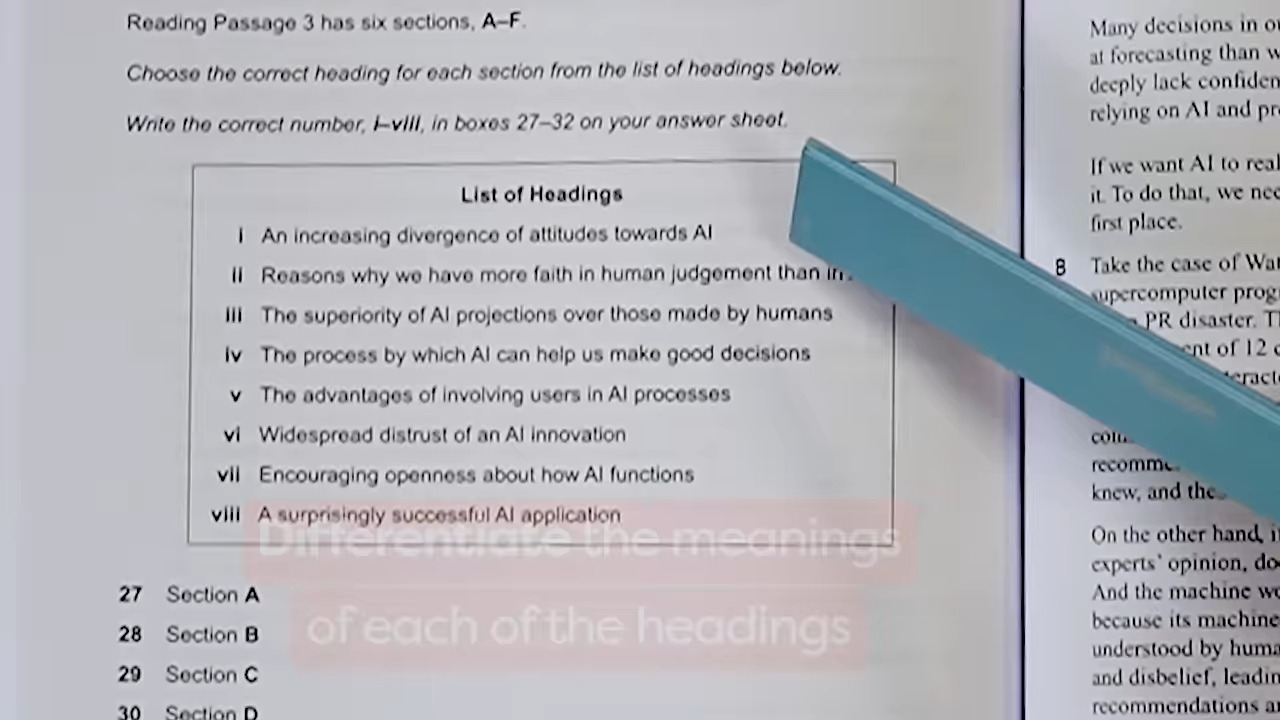 Reading Passage 3 has six sections, A–F.
Choose the correct heading for each section from the list of headings below.
Write the correct number, i–viii, in boxes 27–32 on your answer sheet.
List of Headings
i An increasing divergence of attitudes towards AI
ii Reasons why we have more faith in human judgement than in
iii The superiority of AI projections over those made by humans
iv The process by which AI can help us make good decisions
v The advantages of involving users in AI processes
vi Widespread distrust of an AI innovation
vii Encouraging openness about how AI functions
viii A surprisingly successful AI application
Differentiate the meanings
of each of the headings
27 Section A
28 Section B
29 Section C
30 Section D
Many decisions in
at forecasting than
deeply lack
relying on AI and
If we want AI to
it. To do that, we
first place.
B Take the case of
supercomputer
PR disaster.
of 12
recomm
knew, and the
On the other hand, i
experts' opinion,
And the machine
because its machine
understood by
and disbelief,
recommendations